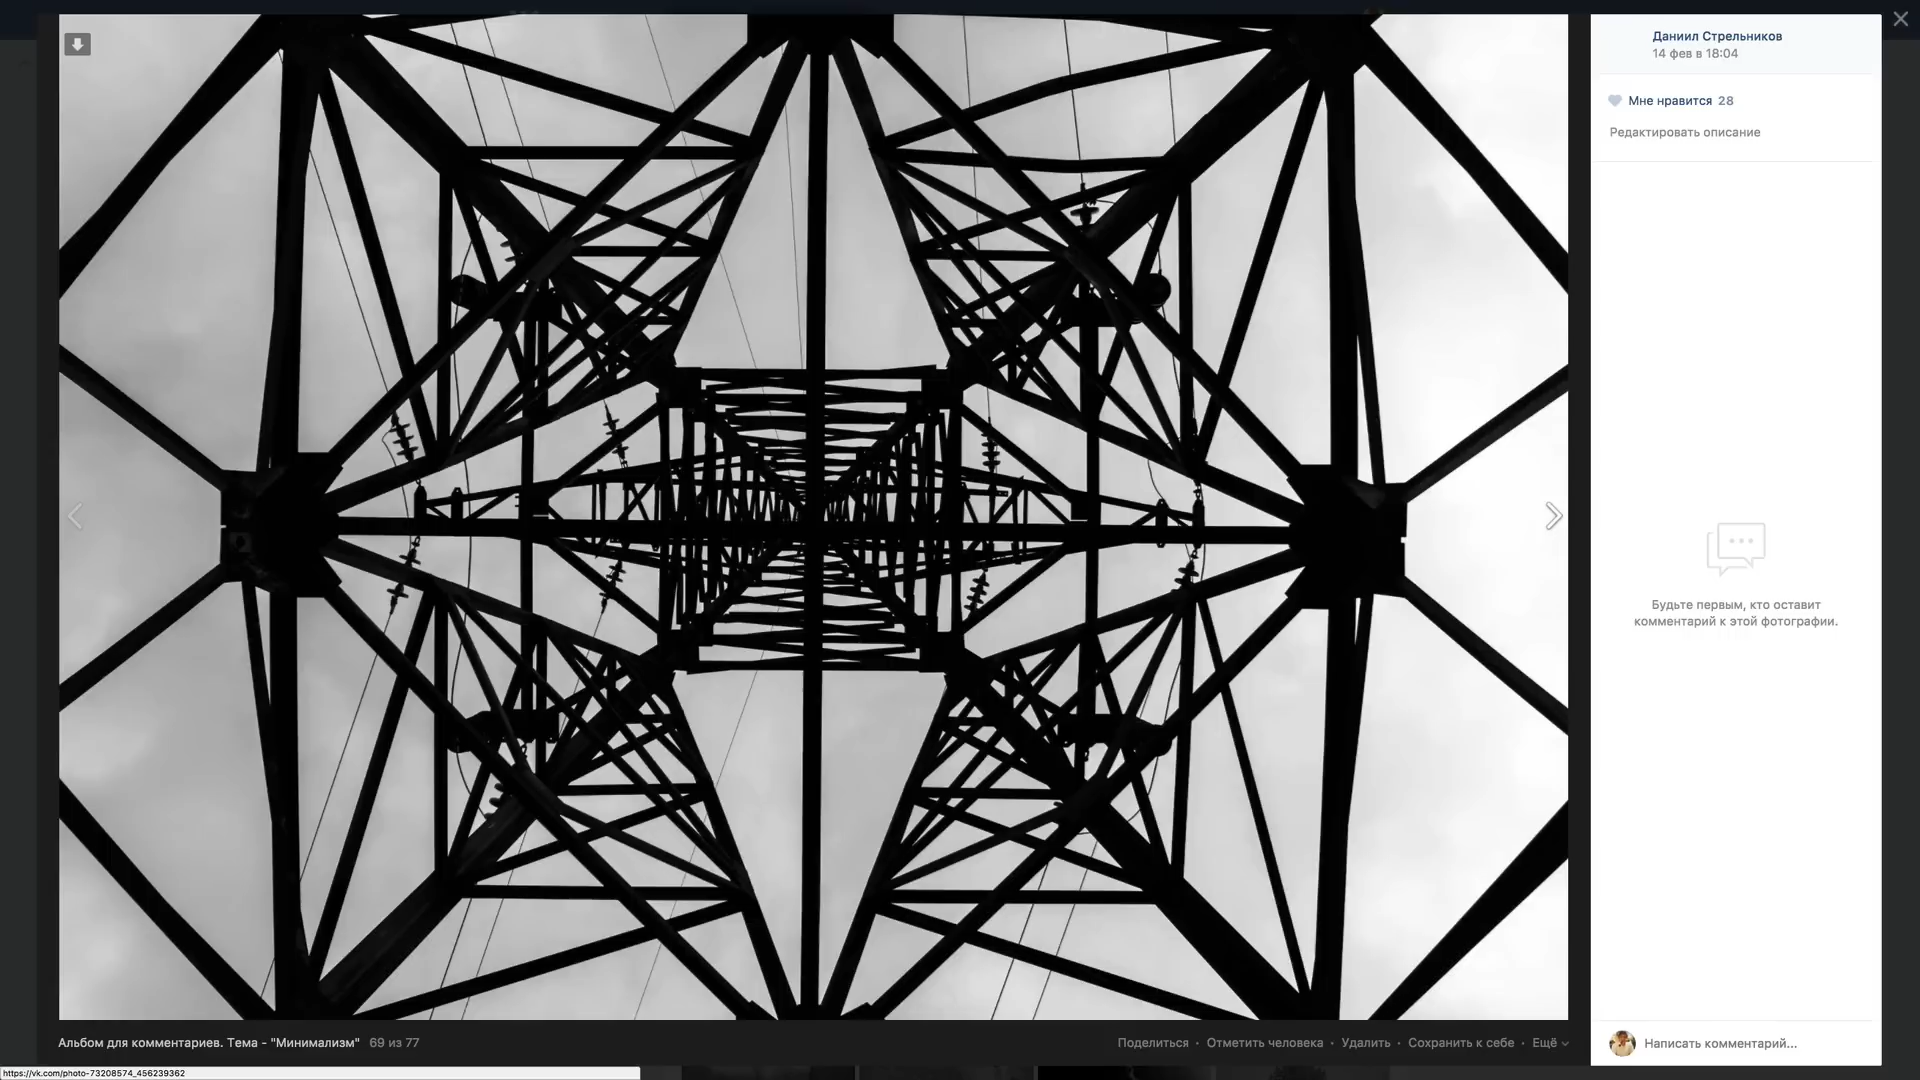 Даниил Стрельников
14 фев в 18:04
Мне нравится 28
Редактировать описание
Будьте первым, кто оставит
комментарий к этой фотографии.
Альбом для комментариев. Тема - "Минимализм" 69 из 77
Поделиться · Отметить человека · Удалить · Сохранить к себе · Ещё
Написать комментарий...
https://vk.com/photo-73208574_456239362